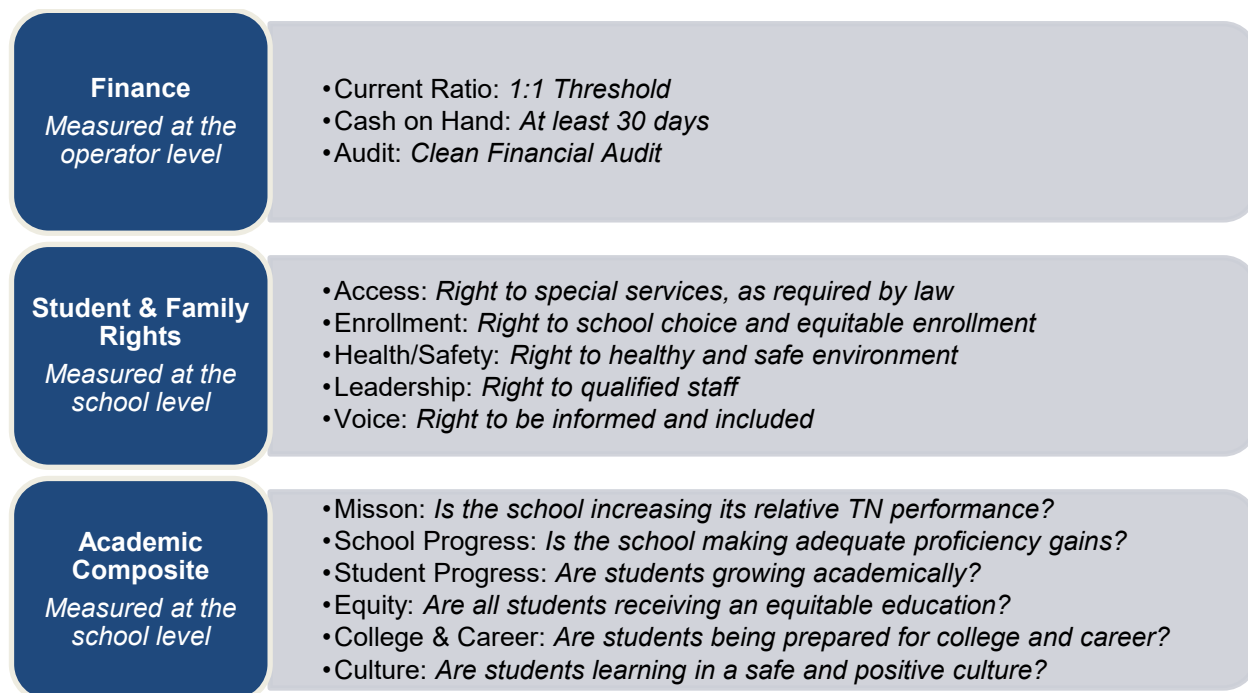 Finance
Measured at the
operator level
•Current Ratio: 1:1 Threshold
•Cash on Hand: At least 30 days
•Audit: Clean Financial Audit
Student & Family
Rights
Measured at the
school level
•Access: Right to special services, as required by law
•Enrollment: Right to school choice and equitable enrollment
•Health/Safety: Right to healthy and safe environment
•Leadership: Right to qualified staff
•Voice: Right to be informed and included
Academic
Composite
Measured at the
school level
•Misson: Is the school increasing its relative TN performance?
•School Progress: Is the school making adequate proficiency gains?
•Student Progress: Are students growing academically?
•Equity: Are all students receiving an equitable education?
•College & Career: Are students being prepared for college and career?
•Culture: Are students learning in a safe and positive culture?